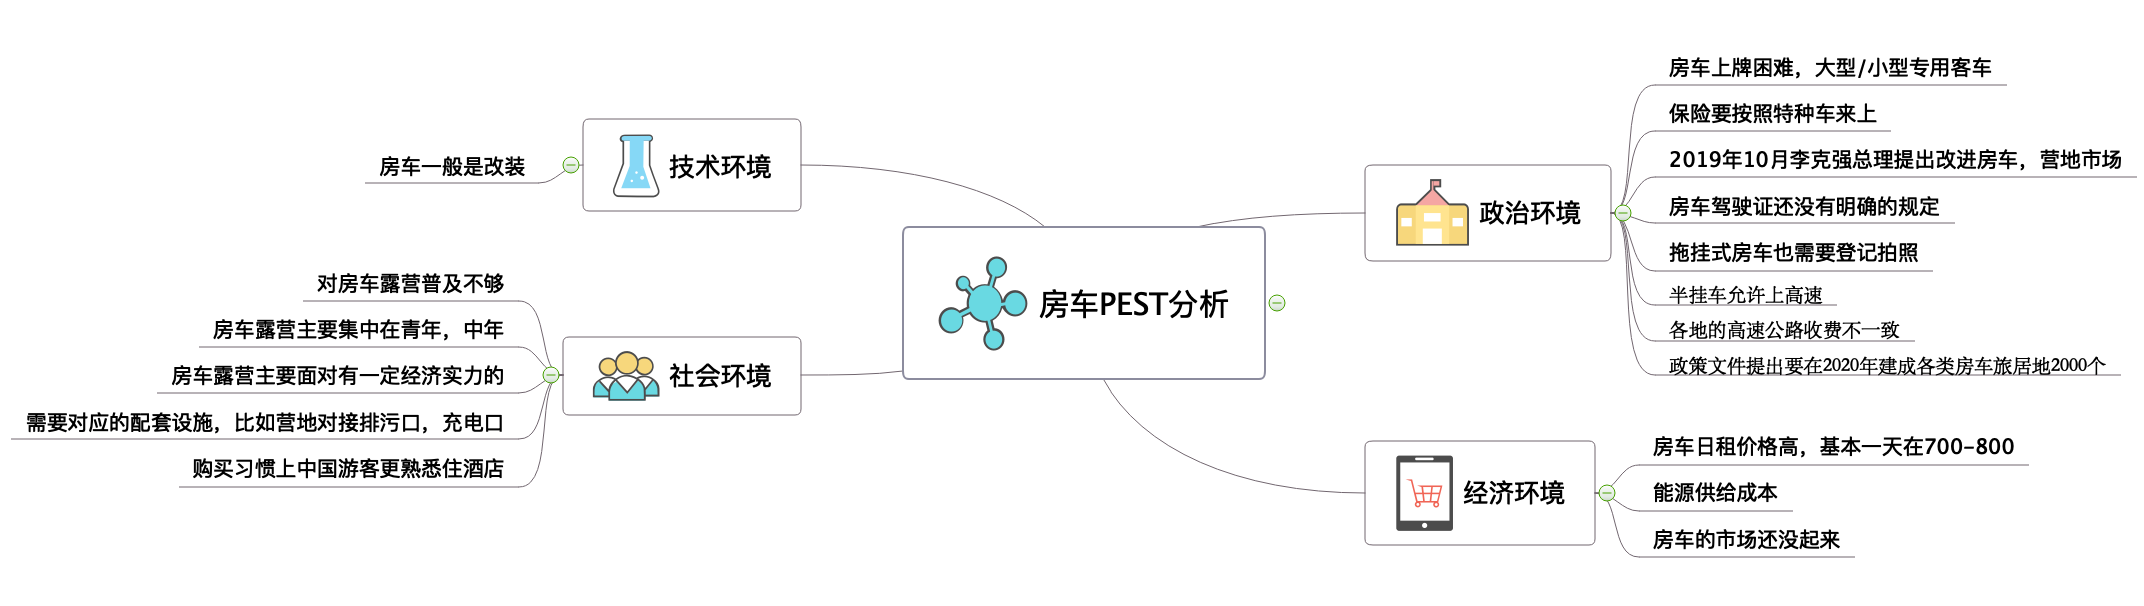 房车PEST分析
政治环境
房车上牌困难，大型/小型专用客车
保险要按照特种车来上
2019年10月李克强总理提出改进房车，营地市场
房车驾驶证还没有明确的规定
拖挂式房车也需要登记拍照
半挂车允许上高速
各地的高速公路收费不一致
政策文件提出要在2020年建成各类房车旅居地2000个
经济环境
房车日租价格高，基本一天在700-800
能源供给成本
房车的市场还没起来
技术环境
房车一般是改装
社会环境
对房车露营普及不够
房车露营主要集中在青年，中年
房车露营主要面对有一定经济实力的
需要对应的配套设施，比如营地对接排污口，充电口
购买习惯上中国游客更熟悉住酒店